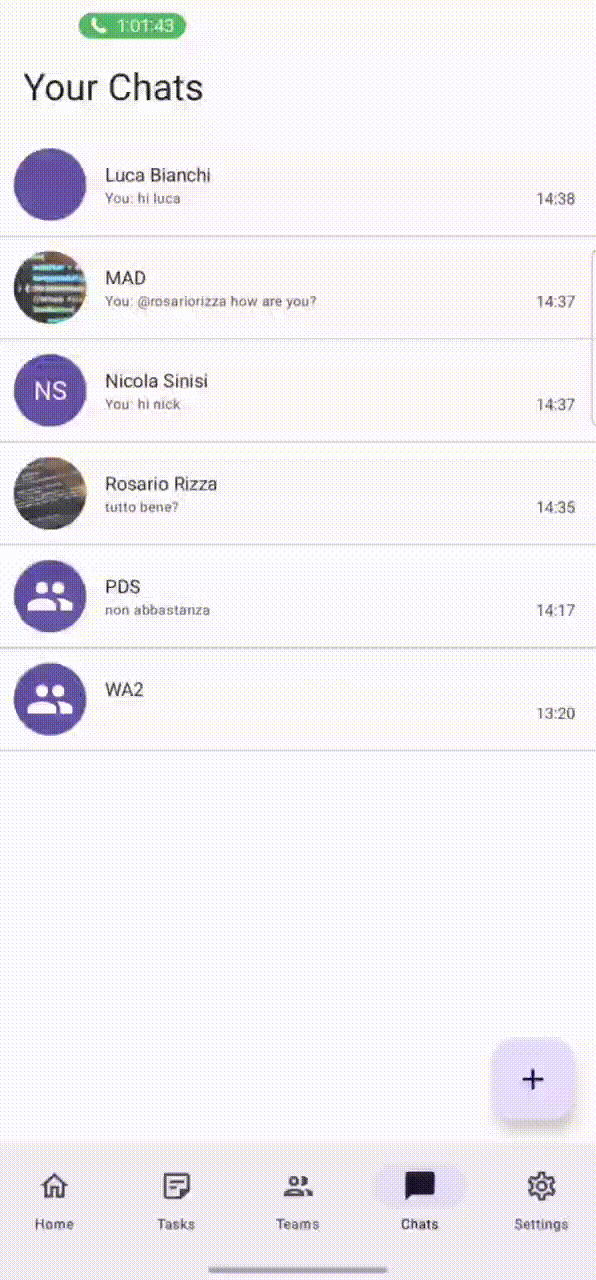 1:01:43
Your Chats
Luca Bianchi
You: hi luca
14:38
MAD
You: @rosariorizza how are you?
14:37
NS
Nicola Sinisi
You: hi nick
14:37
Rosario Rizza
tutto bene?
14:35
PDS
non abbastanza
14:17
WA2
13:20
+
Home Tasks Teams Chats Settings